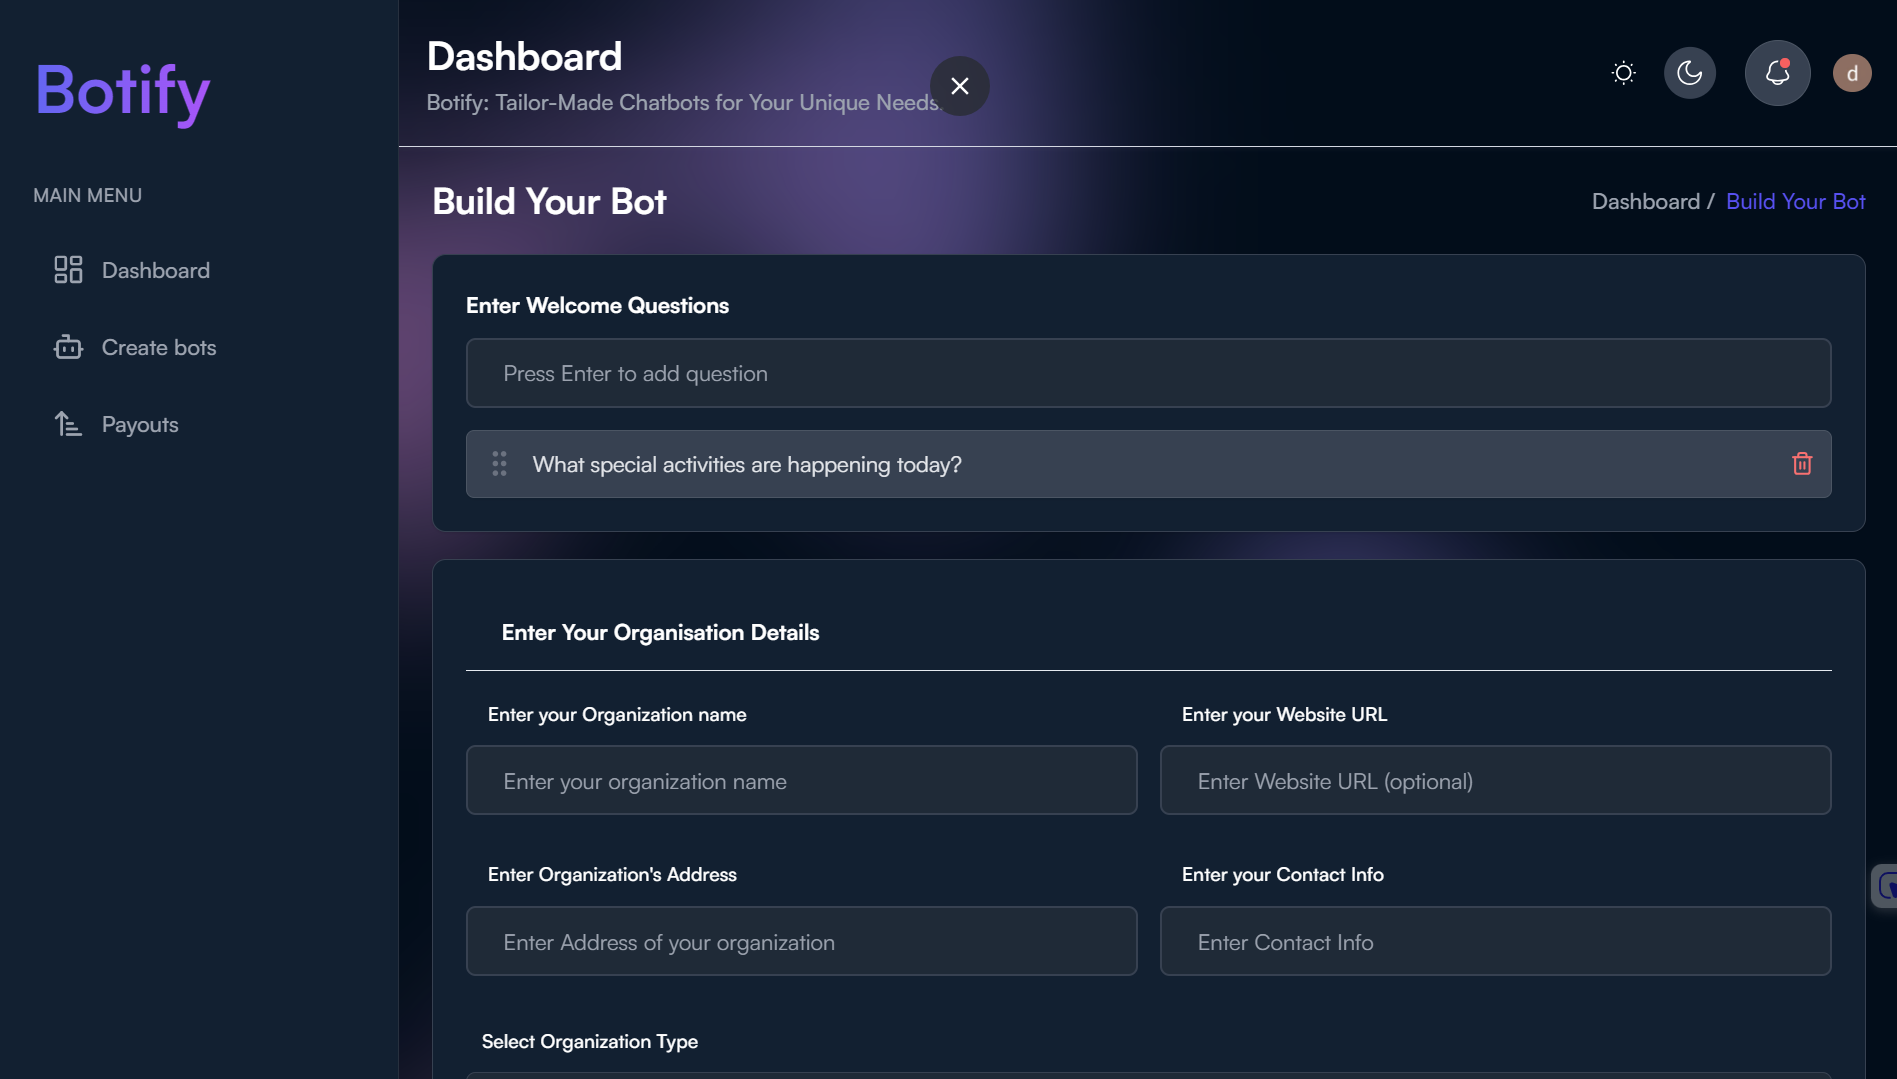 Botify
MAIN MENU
Dashboard
Create bots
Payouts
Dashboard
Botify: Tailor-Made Chatbots for Your Unique Needs.
d
Build Your Bot
Dashboard / Build Your Bot
Enter Welcome Questions
Press Enter to add question
What special activities are happening today?
Enter Your Organisation Details
Enter your Organization name
Enter your Website URL
Enter your organization name
Enter Website URL (optional)
Enter Organization's Address
Enter your Contact Info
Enter Address of your organization
Enter Contact Info
Select Organization Type